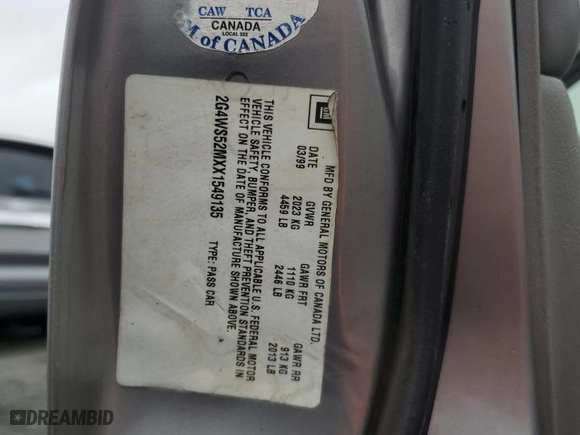 CAW TCA
CANADA
LOCAL 222
M of CANADA
GM
MFD BY GENERAL MOTORS OF CANADA LTD.
DATE GVWR GAWR FRT GAWR RR
03/99 2023 KG 1110 KG 913 KG
4459 LB 2446 LB 2013 LB
THIS VEHICLE CONFORMS TO ALL APPLICABLE U.S. FEDERAL MOTOR
VEHICLE SAFETY, BUMPER, AND THEFT PREVENTION STANDARDS IN
EFFECT ON THE DATE OF MANUFACTURE SHOWN ABOVE.
2G4WS52MXX1549135 TYPE: PASS CAR
DREAMBID